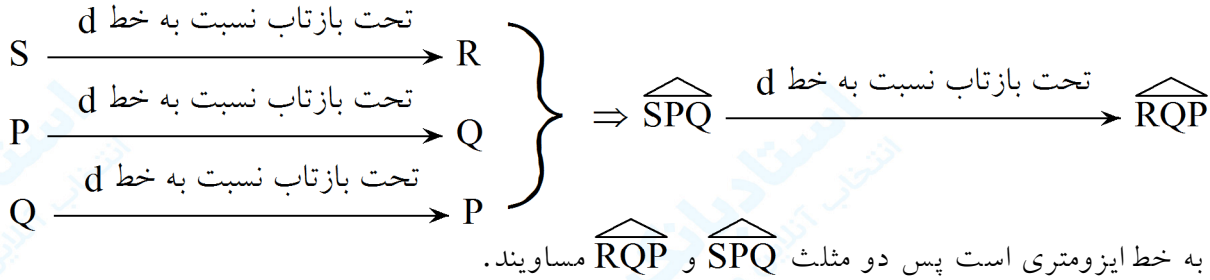 تحت بازتاب نسبت به خط d
S ⟶ R
تحت بازتاب نسبت به خط d
P ⟶ Q
تحت بازتاب نسبت به خط d
Q ⟶ P
⇒ SPQ تحت بازتاب نسبت به خط d ⟶ RQP
به خط ایزومتری است پس دو مثلث SPQ و RQP مساویند.